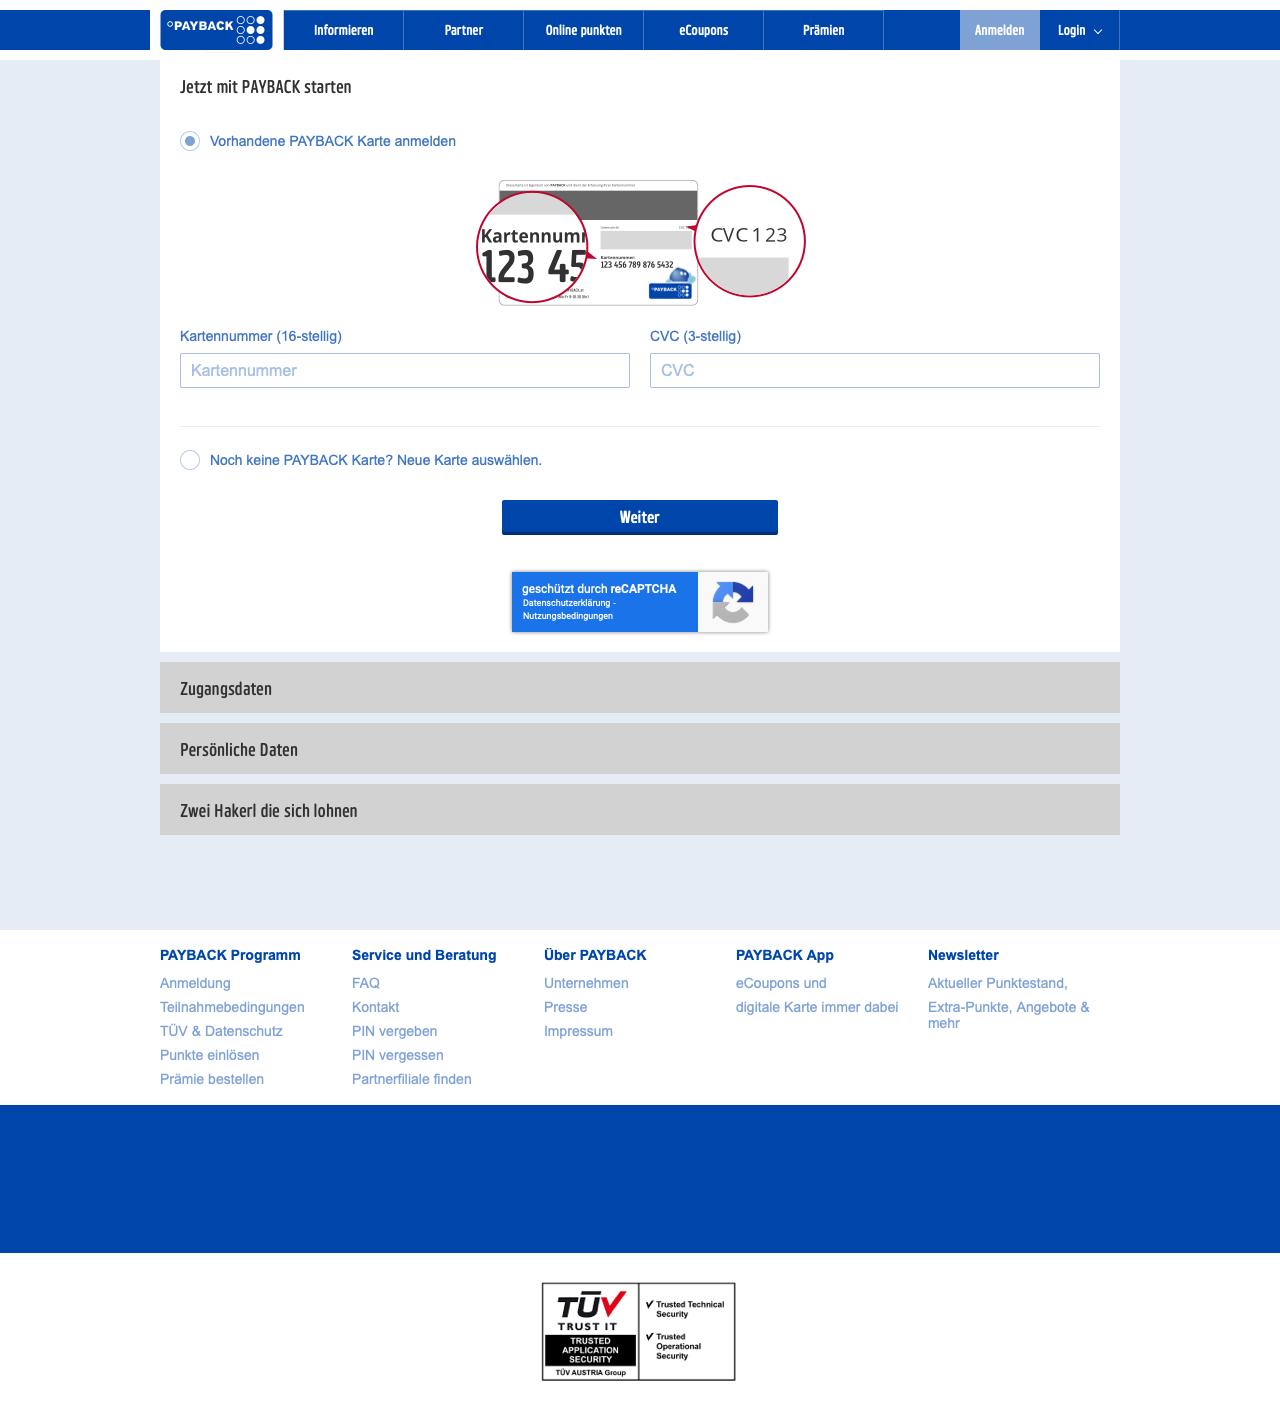 PAYBACK
Informieren
Partner
Online punkten
eCoupons
Prämien
Anmelden
Login
Jetzt mit PAYBACK starten
Vorhandene PAYBACK Karte anmelden
Kartennumr
123 45
CVC 123
Kartennummer:
123 456 789 876 5432
PAYBACK
Kartennummer (16-stellig)
CVC (3-stellig)
Kartennummer
CVC
Noch keine PAYBACK Karte? Neue Karte auswählen.
Weiter
geschützt durch reCAPTCHA
Datenschutzerklärung -
Nutzungsbedingungen
Zugangsdaten
Persönliche Daten
Zwei Hakerl die sich lohnen
PAYBACK Programm
Anmeldung
Teilnahmebedingungen
TÜV & Datenschutz
Punkte einlösen
Prämie bestellen
Service und Beratung
FAQ
Kontakt
PIN vergeben
PIN vergessen
Partnerfiliale finden
Über PAYBACK
Unternehmen
Presse
Impressum
PAYBACK App
eCoupons und
digitale Karte immer dabei
Newsletter
Aktueller Punktestand,
Extra-Punkte, Angebote &
mehr
TÜV
TRUST IT
TRUSTED
APPLICATION
SECURITY
TÜV AUSTRIA Group
Trusted Technical
Security
Trusted
Operational
Security